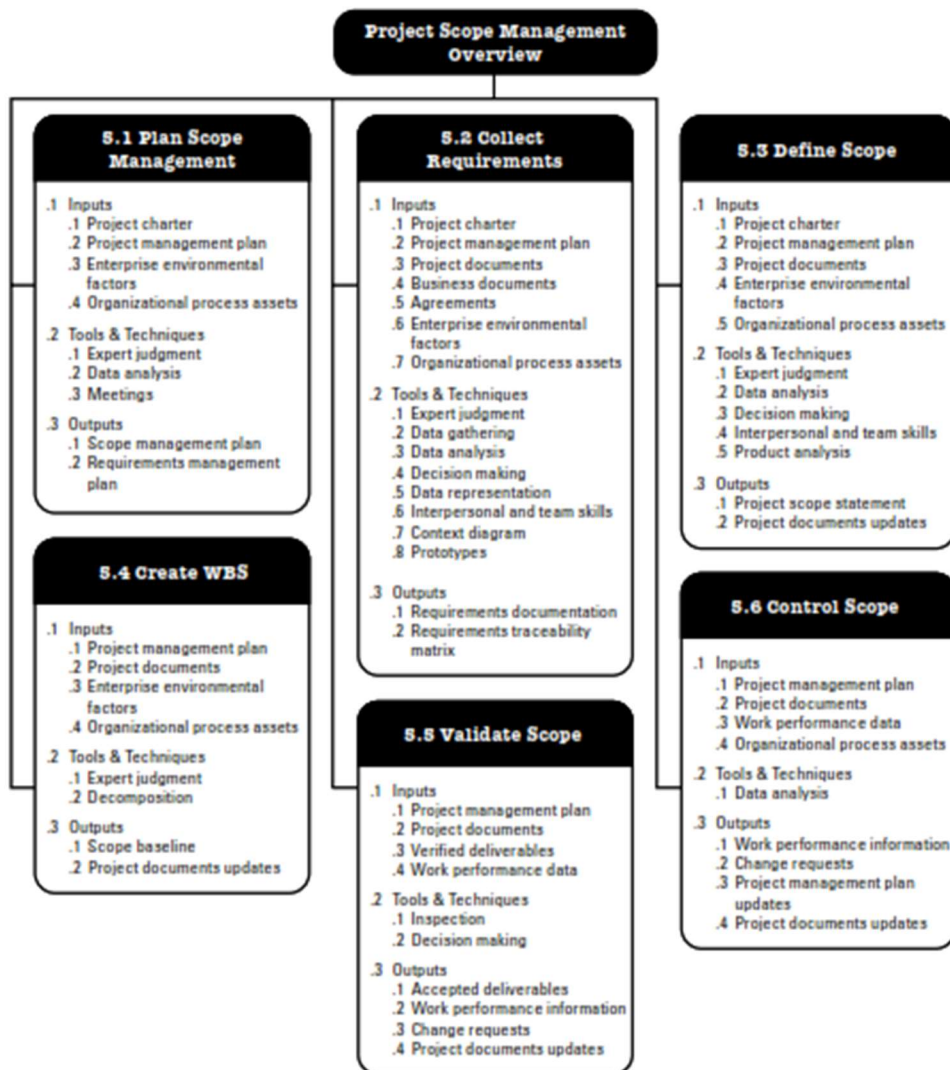 Project Scope Management
Overview
5.1 Plan Scope
Management
.1 Inputs
.1 Project charter
.2 Project management plan
.3 Enterprise environmental
factors
.4 Organizational process assets
.2 Tools & Techniques
.1 Expert judgment
.2 Data analysis
.3 Meetings
.3 Outputs
.1 Scope management plan
.2 Requirements management
plan
5.2 Collect
Requirements
.1 Inputs
.1 Project charter
.2 Project management plan
.3 Project documents
.4 Business documents
.5 Agreements
.6 Enterprise environmental
factors
.7 Organizational process assets
.2 Tools & Techniques
.1 Expert judgment
.2 Data gathering
.3 Data analysis
.4 Decision making
.5 Data representation
.6 Interpersonal and team skills
.7 Context diagram
.8 Prototypes
.3 Outputs
.1 Requirements documentation
.2 Requirements traceability
matrix
5.3 Define Scope
.1 Inputs
.1 Project charter
.2 Project management plan
.3 Project documents
.4 Enterprise environmental
factors
.5 Organizational process assets
.2 Tools & Techniques
.1 Expert judgment
.2 Data analysis
.3 Decision making
.4 Interpersonal and team skills
.5 Product analysis
.3 Outputs
.1 Project scope statement
.2 Project documents updates
5.4 Create WBS
.1 Inputs
.1 Project management plan
.2 Project documents
.3 Enterprise environmental
factors
.4 Organizational process assets
.2 Tools & Techniques
.1 Expert judgment
.2 Decomposition
.3 Outputs
.1 Scope baseline
.2 Project documents updates
5.5 Validate Scope
.1 Inputs
.1 Project management plan
.2 Project documents
.3 Verified deliverables
.4 Work performance data
.2 Tools & Techniques
.1 Inspection
.2 Decision making
.3 Outputs
.1 Accepted deliverables
.2 Work performance information
.3 Change requests
.4 Project documents updates
5.6 Control Scope
.1 Inputs
.1 Project management plan
.2 Project documents
.3 Work performance data
.4 Organizational process assets
.2 Tools & Techniques
.1 Data analysis
.3 Outputs
.1 Work performance information
.2 Change requests
.3 Project management plan
updates
.4 Project documents updates